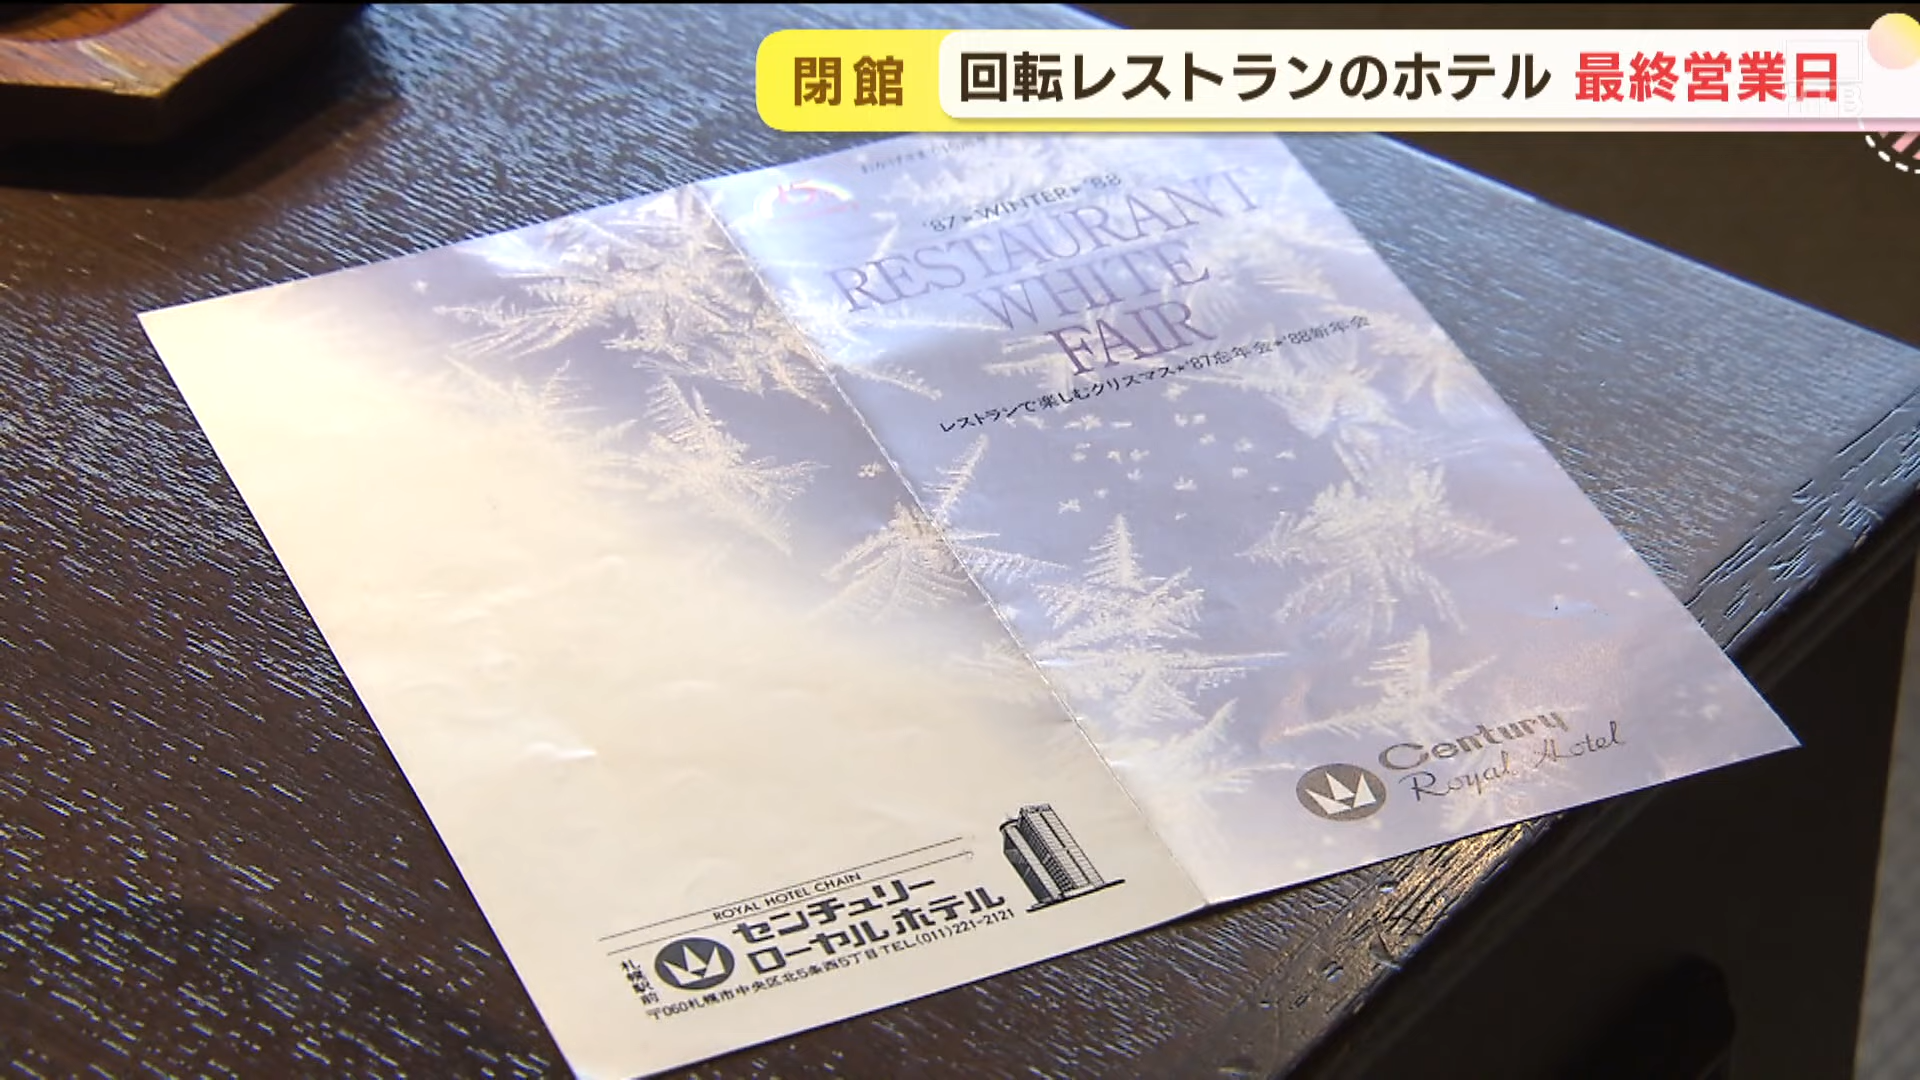 閉館 回転レストランのホテル 最終営業日
'87★WINTER★'88
RESTAURANT
WHITE
FAIR
レストランで楽しむクリスマス★'87忘年会★'88新年会
Century
Royal Hotel
ROYAL HOTEL CHAIN
札幌駅前
センチュリー
ローヤルホテル
〒060札幌市中央区北5条西5丁目・TEL(011)221-2121